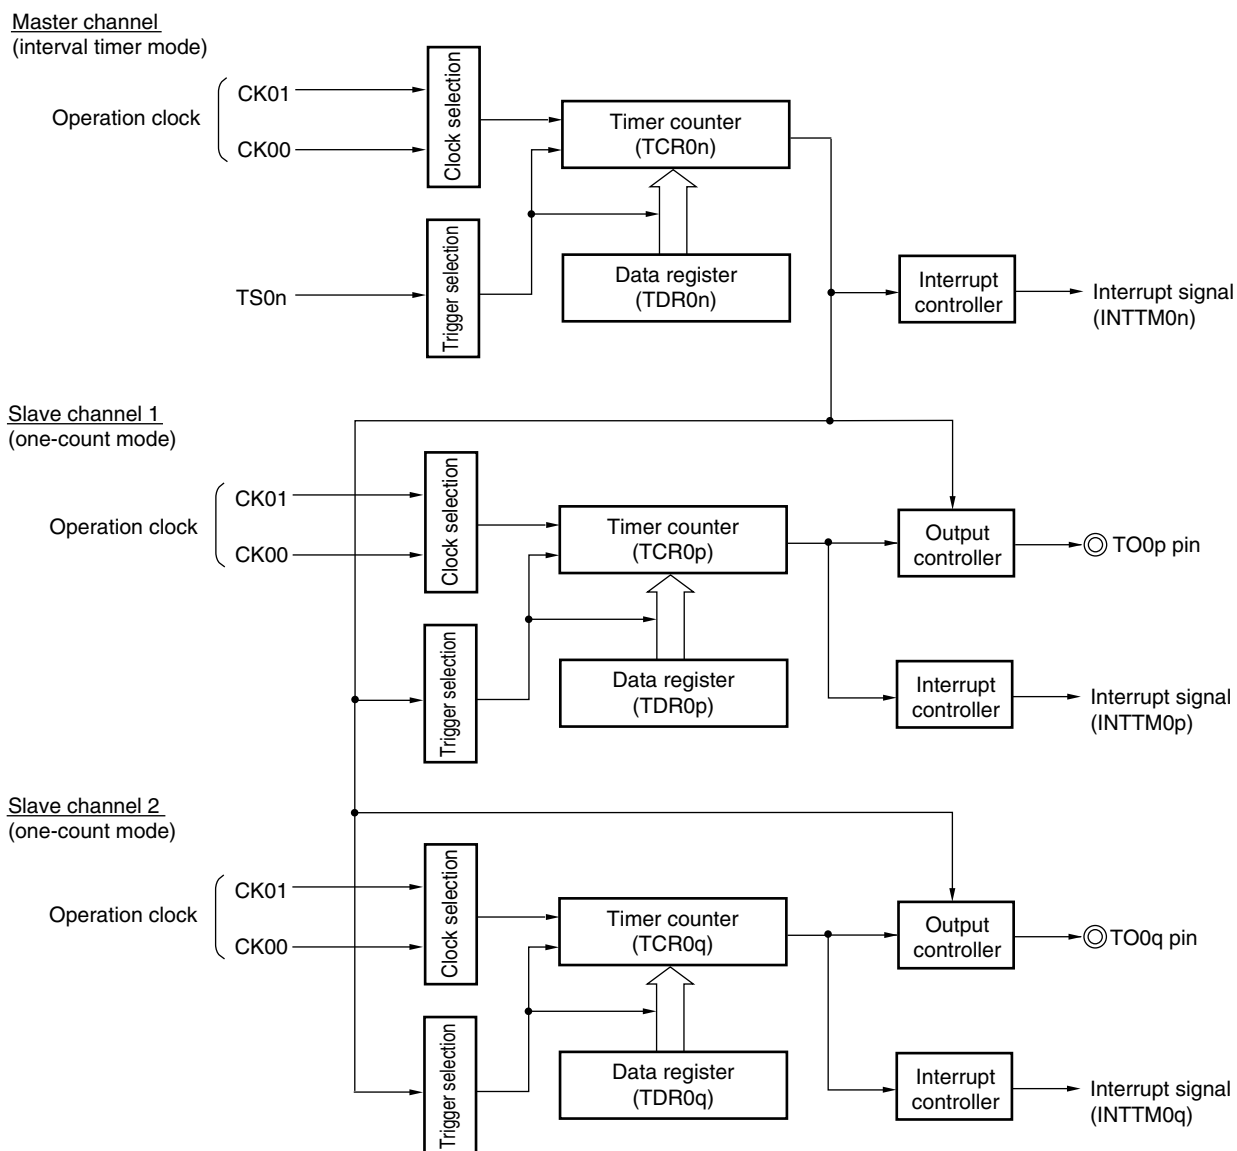 Master channel
(interval timer mode)
Operation clock
CK01
CK00
Clock selection
Timer counter
(TCR0n)
TS0n
Trigger selection
Data register
(TDR0n)
Interrupt
controller
Interrupt signal
(INTTM0n)
Slave channel 1
(one-count mode)
Operation clock
CK01
CK00
Clock selection
Timer counter
(TCR0p)
Output
controller
TO0p pin
Trigger selection
Data register
(TDR0p)
Interrupt
controller
Interrupt signal
(INTTM0p)
Slave channel 2
(one-count mode)
Operation clock
CK01
CK00
Clock selection
Timer counter
(TCR0q)
Output
controller
TO0q pin
Trigger selection
Data register
(TDR0q)
Interrupt
controller
Interrupt signal
(INTTM0q)